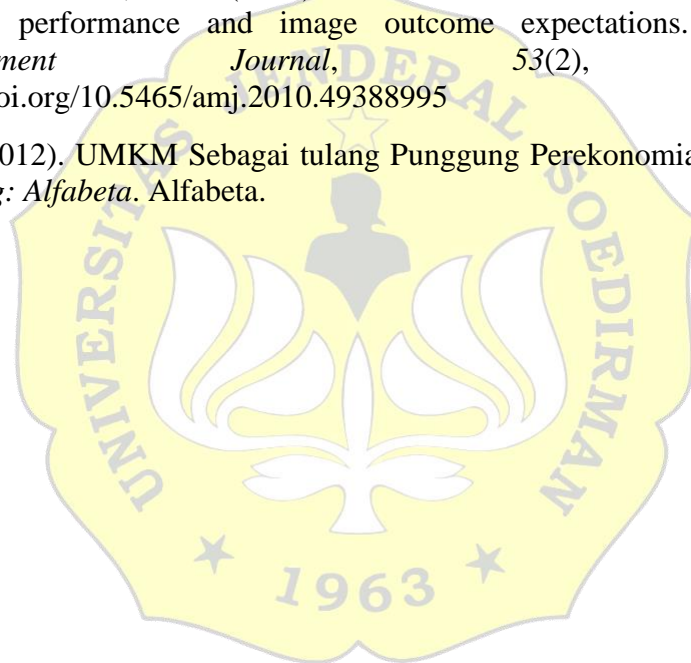 performance and image outcome expectations.
ment Journal, 53(2),
oi.org/10.5465/amj.2010.49388995
012). UMKM Sebagai tulang Punggung Perekonomia
g: Alfabeta. Alfabeta.
UNIVERSITAS JENDERAL SOEDIRMAN
1963